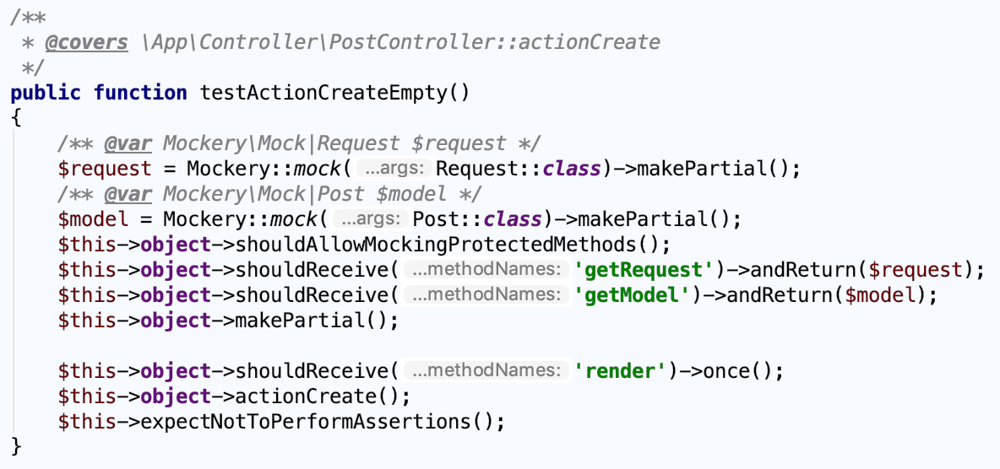 /**
 * @covers \App\Controller\PostController::actionCreate
 */
public function testActionCreateEmpty()
{
    /** @var Mockery\Mock|Request $request */
    $request = Mockery::mock( ...args: Request::class)->makePartial();
    /** @var Mockery\Mock|Post $model */
    $model = Mockery::mock( ...args: Post::class)->makePartial();
    $this->object->shouldAllowMockingProtectedMethods();
    $this->object->shouldReceive( ...methodNames: 'getRequest')->andReturn($request);
    $this->object->shouldReceive( ...methodNames: 'getModel')->andReturn($model);
    $this->object->makePartial();

    $this->object->shouldReceive( ...methodNames: 'render')->once();
    $this->object->actionCreate();
    $this->expectNotToPerformAssertions();
}